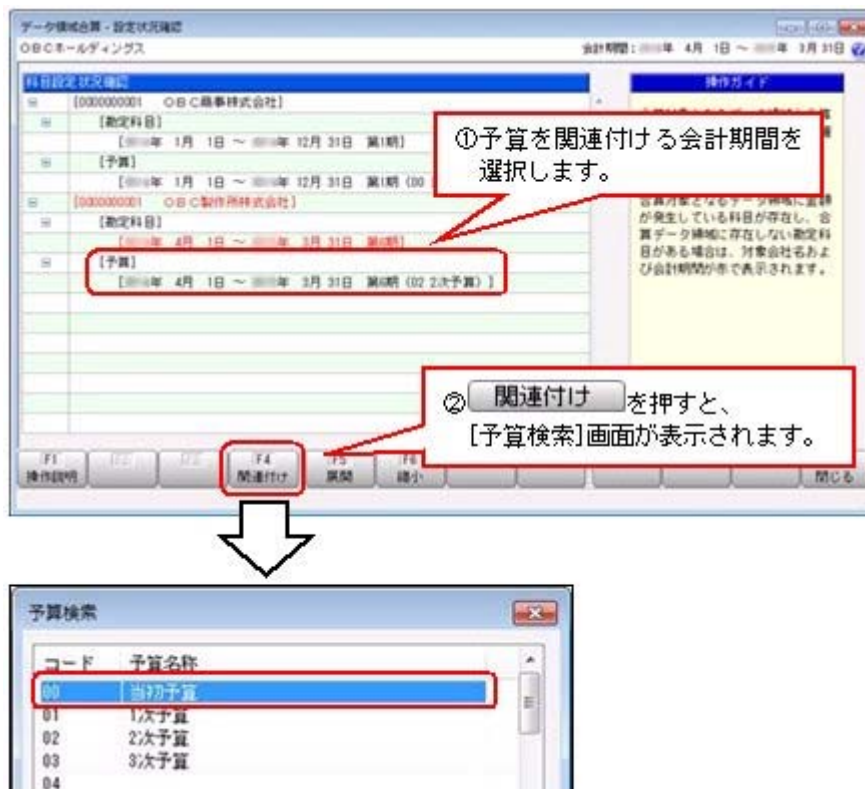 データ領域合算 - 設定状況確認
OBCホールディングス
会計期間: 年 4月 1日 ～ 年 3月 31日
科目設定状況確認
操作ガイド
[0000000001 OBC商事株式会社]
[勘定科目]
[ 年 1月 1日 ～ 年 12月 31日 第1期]
[予算]
[ 年 1月 1日 ～ 年 12月 31日 第1期 (00
[0000000001 OBC製作所株式会社]
[勘定科目]
[ 年 4月 1日 ～ 年 3月 31日 第6期]
[予算]
[ 年 4月 1日 ～ 年 3月 31日 第6期 (02 2次予算) ]
①予算を関連付ける会計期間を
選択します。
合算対象となるデータ領域に金額
が発生している科目が存在し、合
算データ領域に存在しない勘定科
目がある場合は、対象会社名およ
び会計期間が赤で表示されます。
②関連付けを押すと、
[予算検索]画面が表示されます。
F1 F2 F3 F4 F5 F6
操作説明 関連付け 展開 縮小 閉じる
予算検索
コード 予算名称
00 当初予算
01 1次予算
02 2次予算
03 3次予算
04